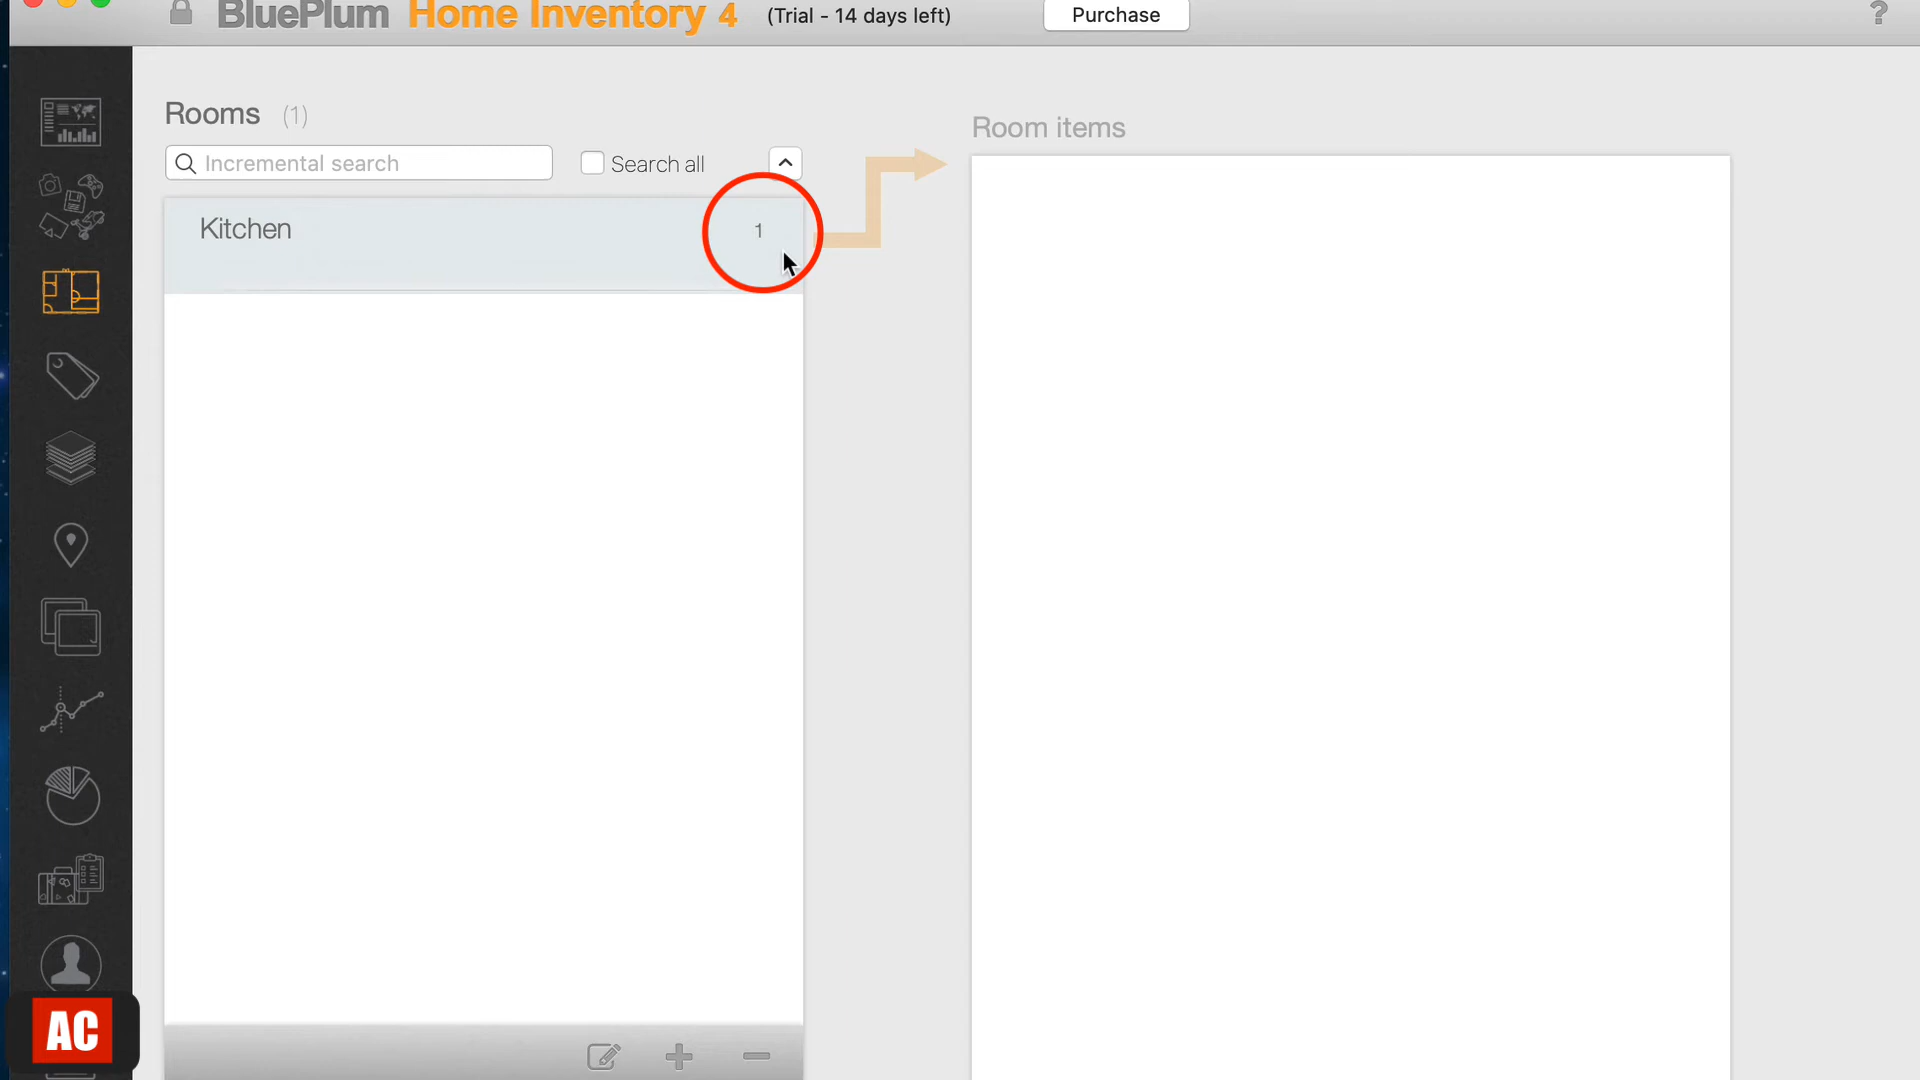 BluePlum Home Inventory 4 (Trial - 14 days left) Purchase ?
Rooms (1)
Room items
Incremental search
Search all
Kitchen 1
AC